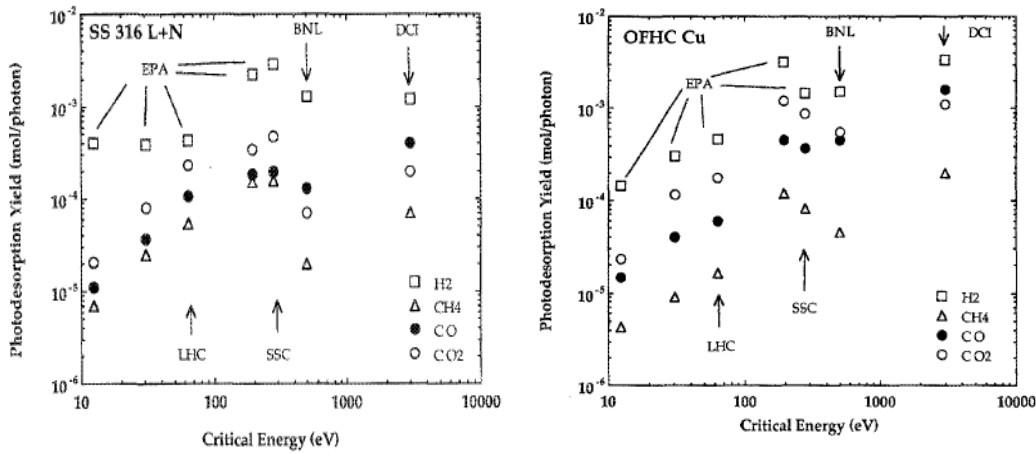 SS 316 L+N
BNL
DCI
EPA
LHC
SSC
H2
CH4
CO
CO2
10-2
10-3
10-4
10-5
10-6
10
100
1000
10000
Photodesorption Yield (mol/photon)
Critical Energy (eV)
OFHC Cu
BNL
DCI
EPA
SSC
LHC
H2
CH4
CO
CO2
10-2
10-3
10-4
10-5
10-6
10
100
1000
10000
Photodesorption Yield (mol/photon)
Critical Energy (eV)